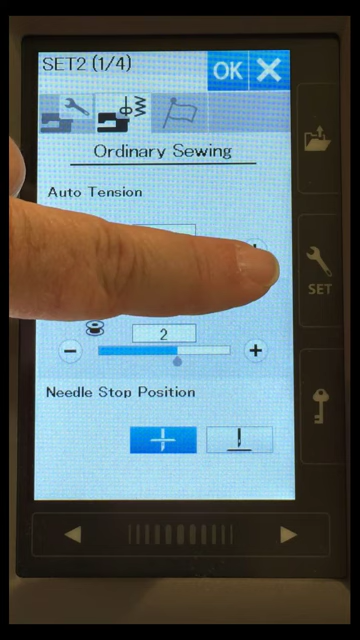 SET2 (1/4)
OK
Ordinary Sewing
Auto Tension
SET
2
Needle Stop Position